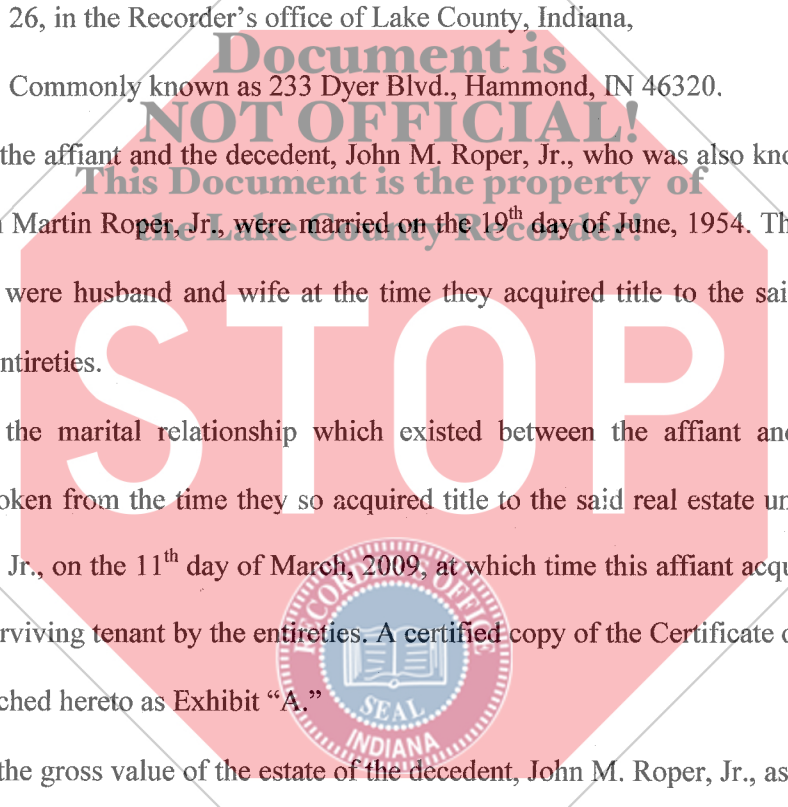 26, in the Recorder’s office of Lake County, Indiana,
Document is
Commonly known as 233 Dyer Blvd., Hammond, IN 46320.
NOT OFFICIAL!
the affiant and the decedent, John M. Roper, Jr., who was also kno
This Document is the property of
Martin Roper, Jr., were married on the 19th day of June, 1954. Th
the Lake County Recorder!
were husband and wife at the time they acquired title to the sai
ntireties.
STOP
the marital relationship which existed between the affiant and
oken from the time they so acquired title to the said real estate un
Jr., on the 11th day of March, 2009, at which time this affiant acqu
rviving tenant by the entireties. A certified copy of the Certificate o
ched hereto as Exhibit “A.”
RECORDERS OFFICE
SEAL
INDIANA
the gross value of the estate of the decedent, John M. Roper, Jr., as